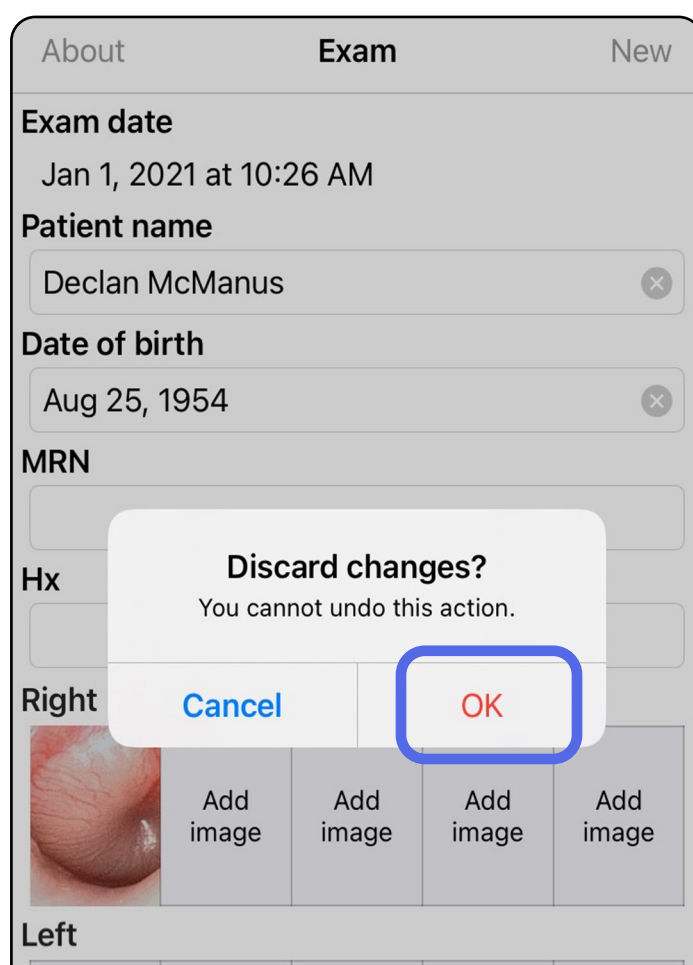 About Exam New
Exam date
Jan 1, 2021 at 10:26 AM
Patient name
Declan McManus
Date of birth
Aug 25, 1954
MRN
Hx
Discard changes?
You cannot undo this action.
Cancel OK
Right
Add image
Add image
Add image
Add image
Left